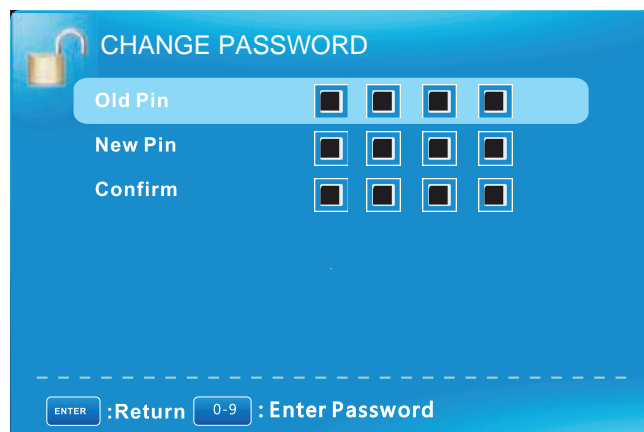 CHANGE PASSWORD
Old Pin
New Pin
Confirm
ENTER :Return 0-9 : Enter Password